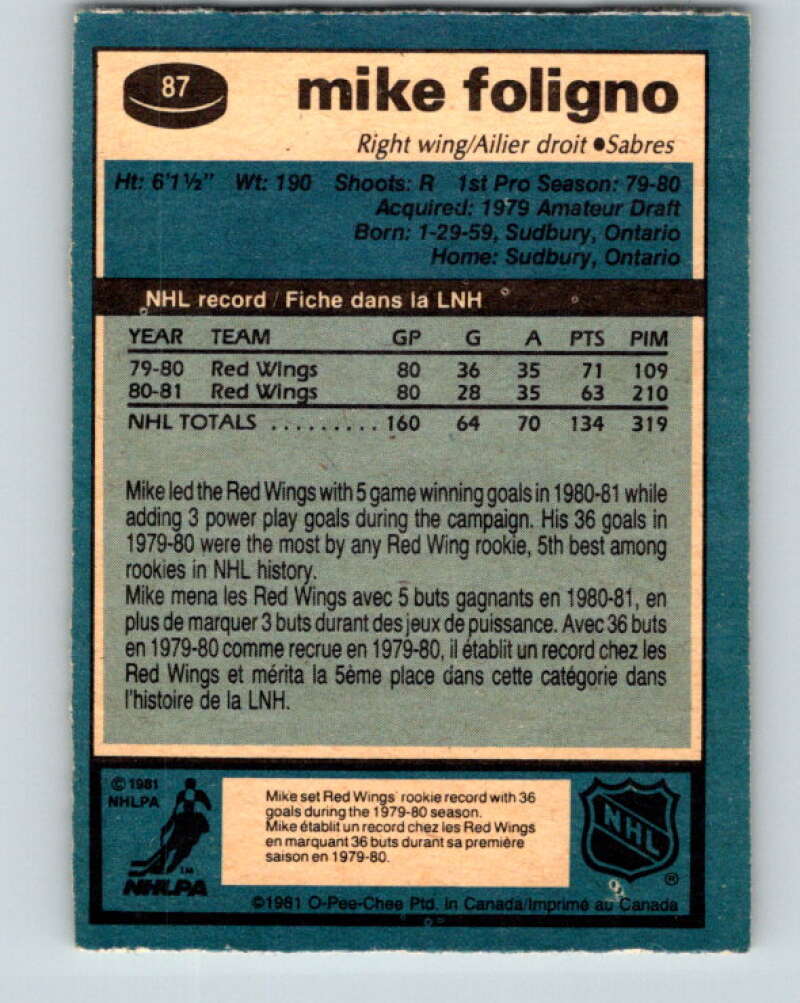 87
mike foligno
Right wing/Ailier droit ●Sabres
Ht: 6'1½" Wt: 190 Shoots: R 1st Pro Season: 79-80
Acquired: 1979 Amateur Draft
Born: 1-29-59, Sudbury, Ontario
Home: Sudbury, Ontario
NHL record / Fiche dans la LNH
YEAR TEAM GP G A PTS PIM
79-80 Red Wings 80 36 35 71 109
80-81 Red Wings 80 28 35 63 210
NHL TOTALS ......... 160 64 70 134 319
Mike led the Red Wings with 5 game winning goals in 1980-81 while
adding 3 power play goals during the campaign. His 36 goals in
1979-80 were the most by any Red Wing rookie, 5th best among
rookies in NHL history.
Mike mena les Red Wings avec 5 buts gagnants en 1980-81, en
plus de marquer 3 buts durant des jeux de puissance. Avec 36 buts
en 1979-80 comme recrue en 1979-80, il établit un record chez les
Red Wings et mérita la 5ème place dans cette catégorie dans
l'histoire de la LNH.
© 1981
NHLPA
TM
NHLPA
Mike set Red Wings' rookie record with 36
goals during the 1979-80 season.
Mike établit un record chez les Red Wings
en marquant 36 buts durant sa première
saison en 1979-80.
NHL
®
©1981 O-Pee-Chee Ptd. in Canada/Imprimé au Canada